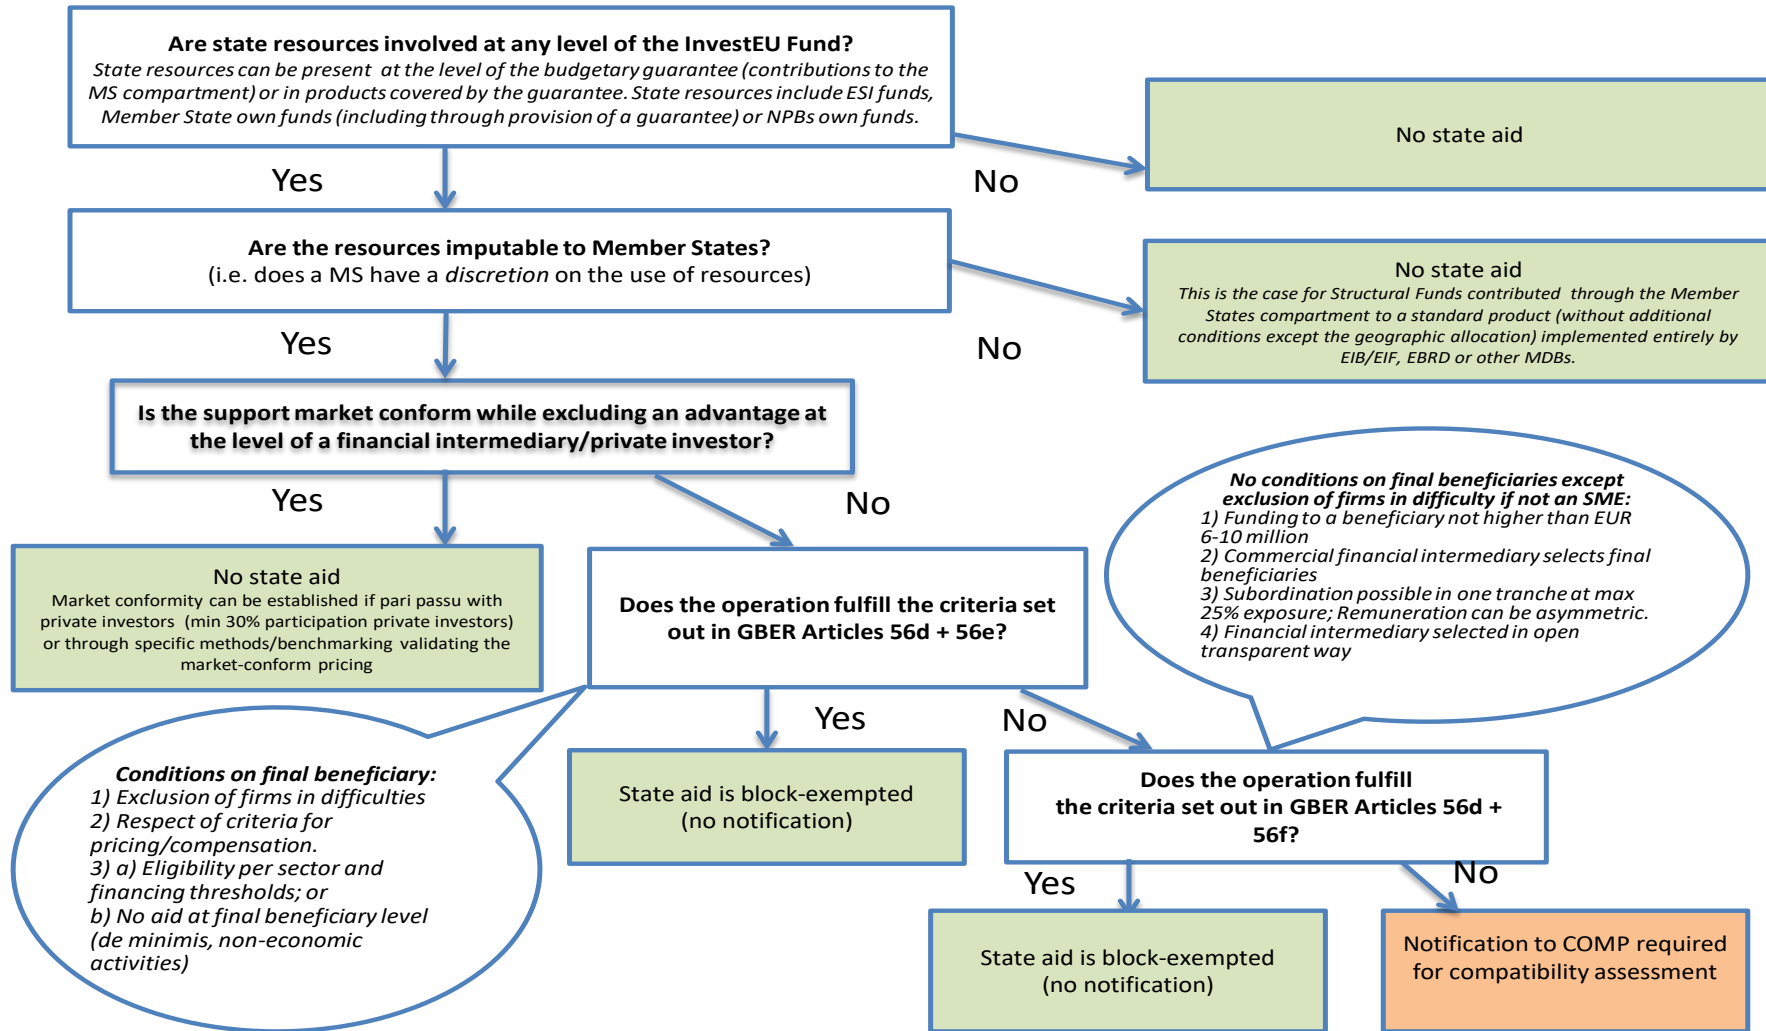 Are state resources involved at any level of the InvestEU Fund?
State resources can be present at the level of the budgetary guarantee (contributions to the
MS compartment) or in products covered by the guarantee. State resources include ESI funds,
Member State own funds (including through provision of a guarantee) or NPBs own funds.
No state aid
Yes
No
Are the resources imputable to Member States?
(i.e. does a MS have a discretion on the use of resources)
No state aid
This is the case for Structural Funds contributed through the Member
States compartment to a standard product (without additional
conditions except the geographic allocation) implemented entirely by
EIB/EIF, EBRD or other MDBs.
Yes
No
Is the support market conform while excluding an advantage at
the level of a financial intermediary/private investor?
Yes
No
No state aid
Market conformity can be established if pari passu with
private investors (min 30% participation private investors)
or through specific methods/benchmarking validating the
market-conform pricing
Does the operation fulfill the criteria set
out in GBER Articles 56d + 56e?
No conditions on final beneficiaries except
exclusion of firms in difficulty if not an SME:
1) Funding to a beneficiary not higher than EUR
6-10 million
2) Commercial financial intermediary selects final
beneficiaries
3) Subordination possible in one tranche at max
25% exposure; Remuneration can be asymmetric.
4) Financial intermediary selected in open
transparent way
Yes
No
Conditions on final beneficiary:
1) Exclusion of firms in difficulties
2) Respect of criteria for
pricing/compensation.
3) a) Eligibility per sector and
financing thresholds; or
b) No aid at final beneficiary level
(de minimis, non-economic
activities)
State aid is block-exempted
(no notification)
Does the operation fulfill
the criteria set out in GBER Articles 56d +
56f?
Yes
No
State aid is block-exempted
(no notification)
Notification to COMP required
for compatibility assessment